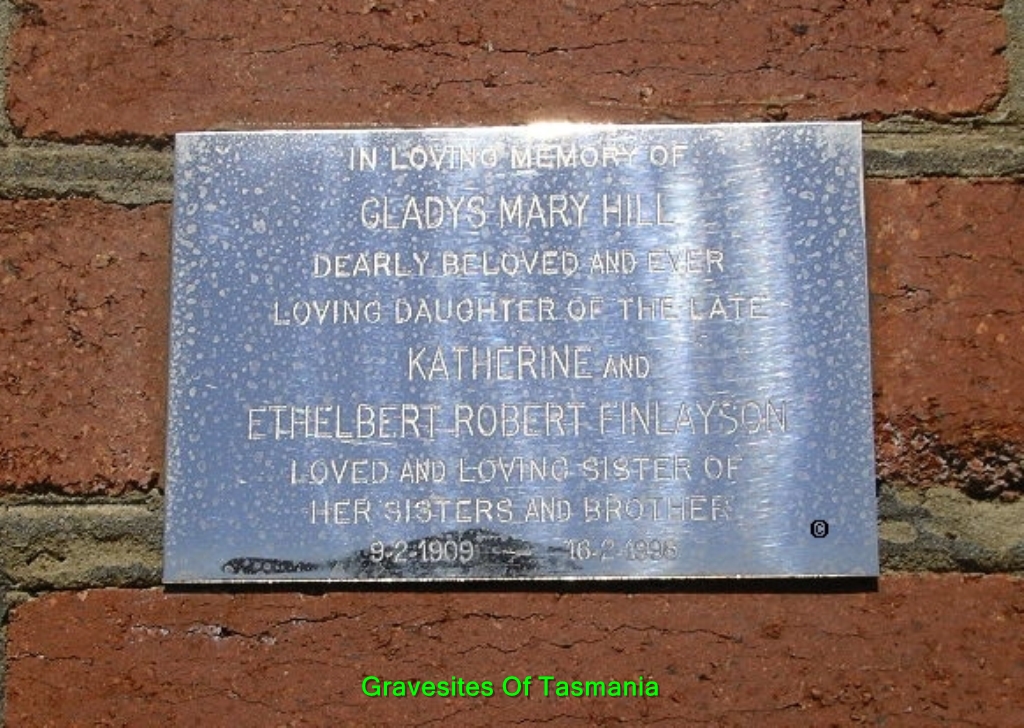 IN LOVING MEMORY OF
GLADYS MARY HILL
DEARLY BELOVED AND EVER
LOVING DAUGHTER OF THE LATE
KATHERINE AND
ETHELBERT ROBERT FINLAYSON
LOVED AND LOVING SISTER OF
HER SISTERS AND BROTHER
9-2-1909 — 16-2-1996
©
Gravesites Of Tasmania